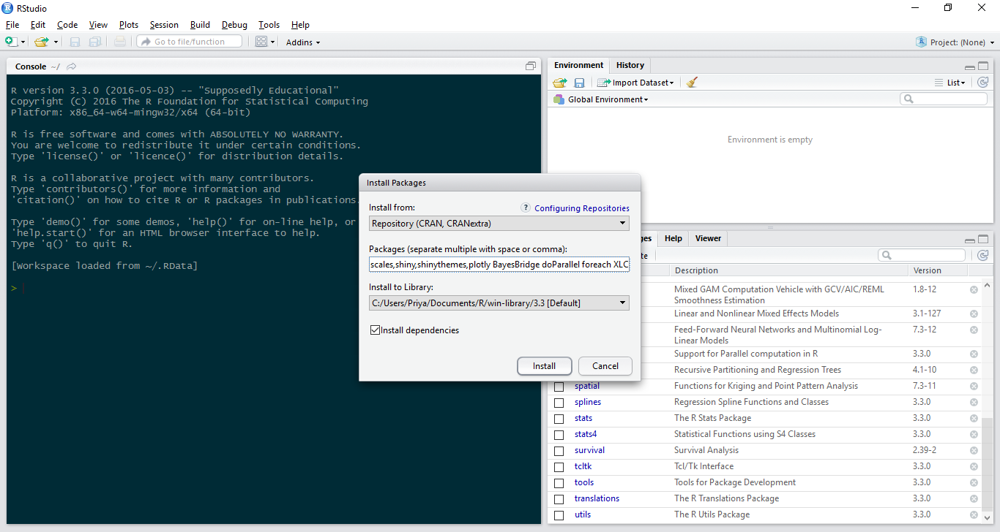 RStudio
File Edit Code View Plots Session Build Debug Tools Help
Go to file/function Addins Project: (None)
Console ~/
R version 3.3.0 (2016-05-03) -- "Supposedly Educational"
Copyright (C) 2016 The R Foundation for Statistical Computing
Platform: x86_64-w64-mingw32/x64 (64-bit)
R is free software and comes with ABSOLUTELY NO WARRANTY.
You are welcome to redistribute it under certain conditions.
Type 'license()' or 'licence()' for distribution details.
R is a collaborative project with many contributors.
Type 'contributors()' for more information and
'citation()' on how to cite R or R packages in publications.
Type 'demo()' for some demos, 'help()' for on-line help, or
'help.start()' for an HTML browser interface to help.
Type 'q()' to quit R.
[Workspace loaded from ~/.RData]
>
Install Packages
Install from:
? Configuring Repositories
Repository (CRAN, CRANextra)
Packages (separate multiple with space or comma):
scales,shiny,shinythemes,plotly BayesBridge doParallel foreach XLC
Install to Library:
C:/Users/Priya/Documents/R/win-library/3.3 [Default]
Install dependencies
Install Cancel
Environment History
Import Dataset List
Global Environment
Environment is empty
ges Help Viewer
te
Description Version
Mixed GAM Computation Vehicle with GCV/AIC/REML 1.8-12
Smoothness Estimation
Linear and Nonlinear Mixed Effects Models 3.1-127
Feed-Forward Neural Networks and Multinomial Log- 7.3-12
Linear Models
Support for Parallel computation in R 3.3.0
Recursive Partitioning and Regression Trees 4.1-10
spatial Functions for Kriging and Point Pattern Analysis 7.3-11
splines Regression Spline Functions and Classes 3.3.0
stats The R Stats Package 3.3.0
stats4 Statistical Functions using S4 Classes 3.3.0
survival Survival Analysis 2.39-2
tcltk Tcl/Tk Interface 3.3.0
tools Tools for Package Development 3.3.0
translations The R Translations Package 3.3.0
utils The R Utils Package 3.3.0